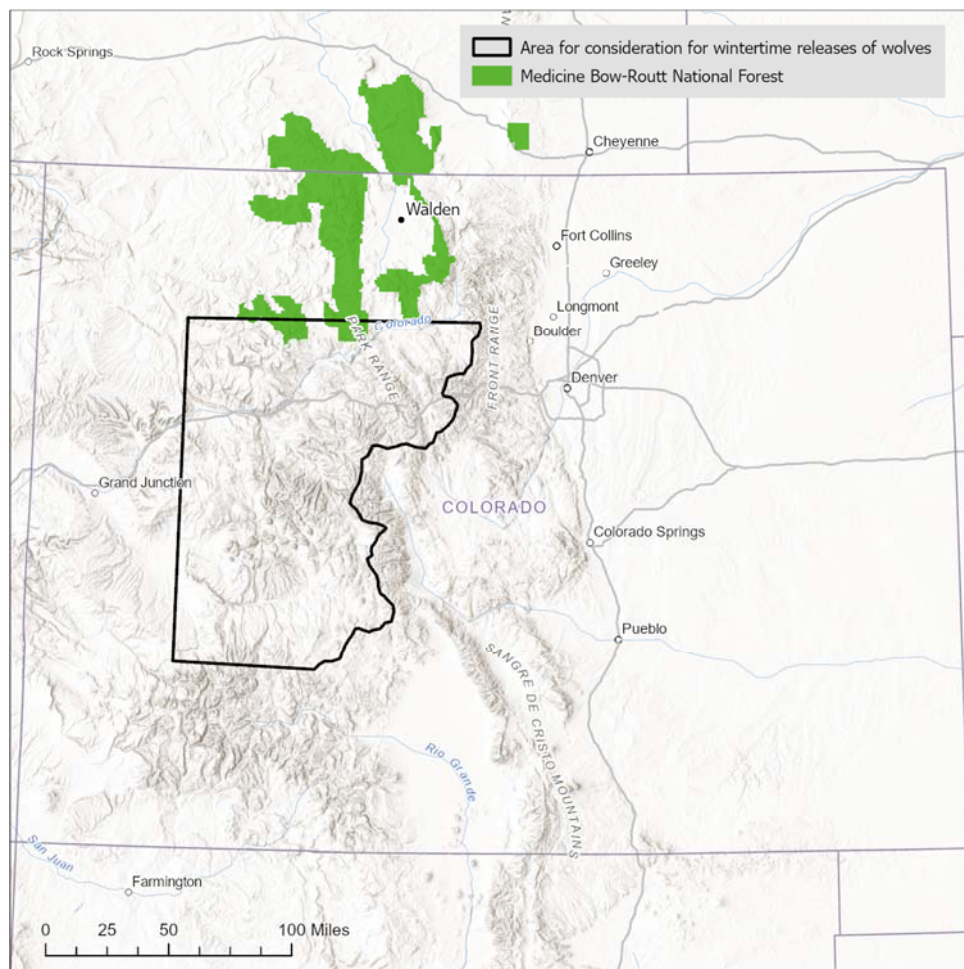 Rock Springs
Area for consideration for wintertime releases of wolves
Medicine Bow-Routt National Forest
Cheyenne
Walden
Fort Collins
Greeley
Longmont
Colorado
Boulder
PARK RANGE
FRONT RANGE
Denver
Grand Junction
COLORADO
Colorado Springs
Pueblo
SANGRE DE CRISTO MOUNTAINS
Rio Grande
San Juan
Farmington
0 25 50 100 Miles